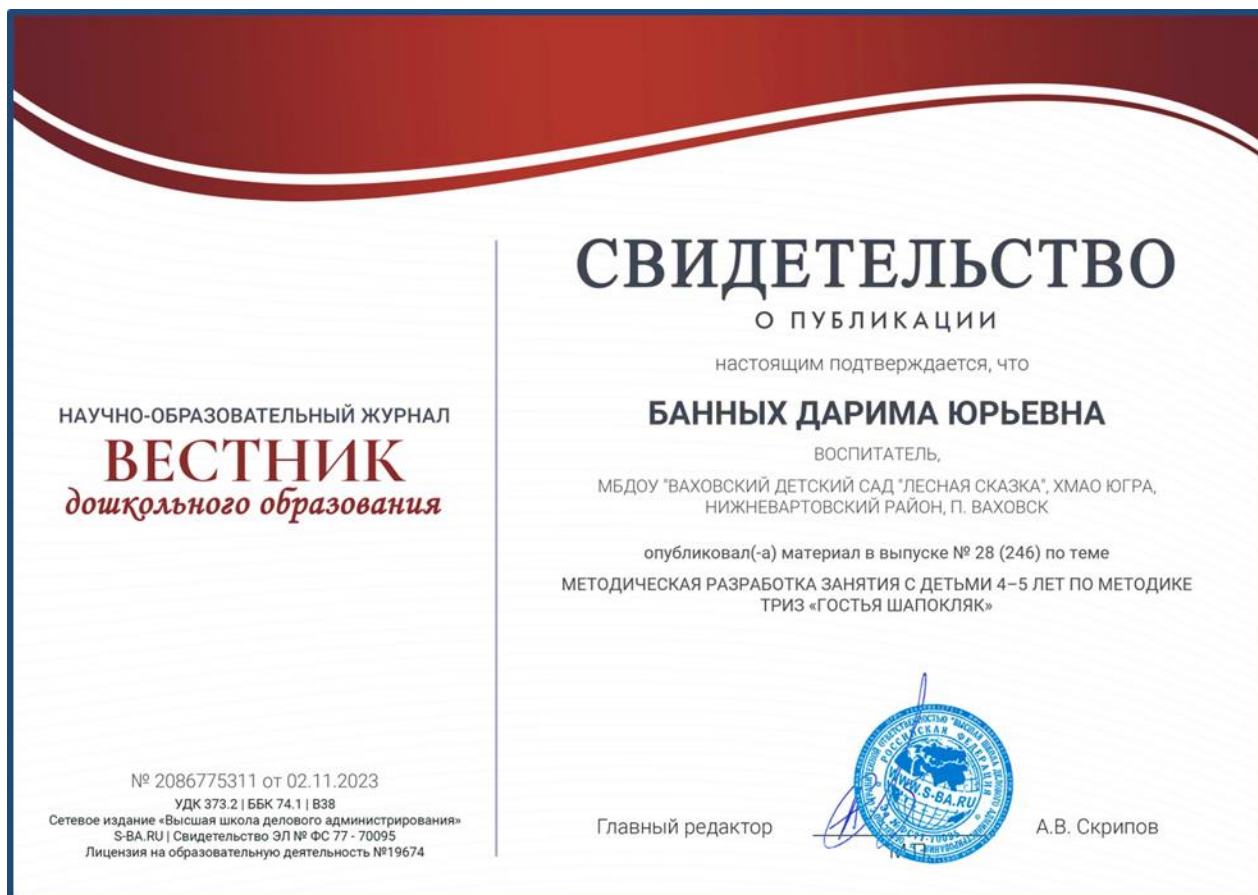 НАУЧНО-ОБРАЗОВАТЕЛЬНЫЙ ЖУРНАЛ
ВЕСТНИК
дошкольного образования
№ 2086775311 от 02.11.2023
УДК 373.2 | ББК 74.1 | В38
Сетевое издание «Высшая школа делового администрирования»
S-BA.RU | Свидетельство ЭЛ № ФС 77 - 70095
Лицензия на образовательную деятельность №19674
СВИДЕТЕЛЬСТВО
О ПУБЛИКАЦИИ
настоящим подтверждается, что
БАННЫХ ДАРИМА ЮРЬЕВНА
ВОСПИТАТЕЛЬ,
МБДОУ "ВАХОВСКИЙ ДЕТСКИЙ САД "ЛЕСНАЯ СКАЗКА", ХМАО ЮГРА,
НИЖНЕВАРТОВСКИЙ РАЙОН, П. ВАХОВСК
опубликовал(-а) материал в выпуске № 28 (246) по теме
МЕТОДИЧЕСКАЯ РАЗРАБОТКА ЗАНЯТИЯ С ДЕТЬМИ 4–5 ЛЕТ ПО МЕТОДИКЕ
ТРИЗ «ГОСТЬЯ ШАПОКЛЯК»
Главный редактор
М.П.
А.В. Скрипов
РОССИЙСКАЯ ФЕДЕРАЦИЯ
WWW.S-BA.RU